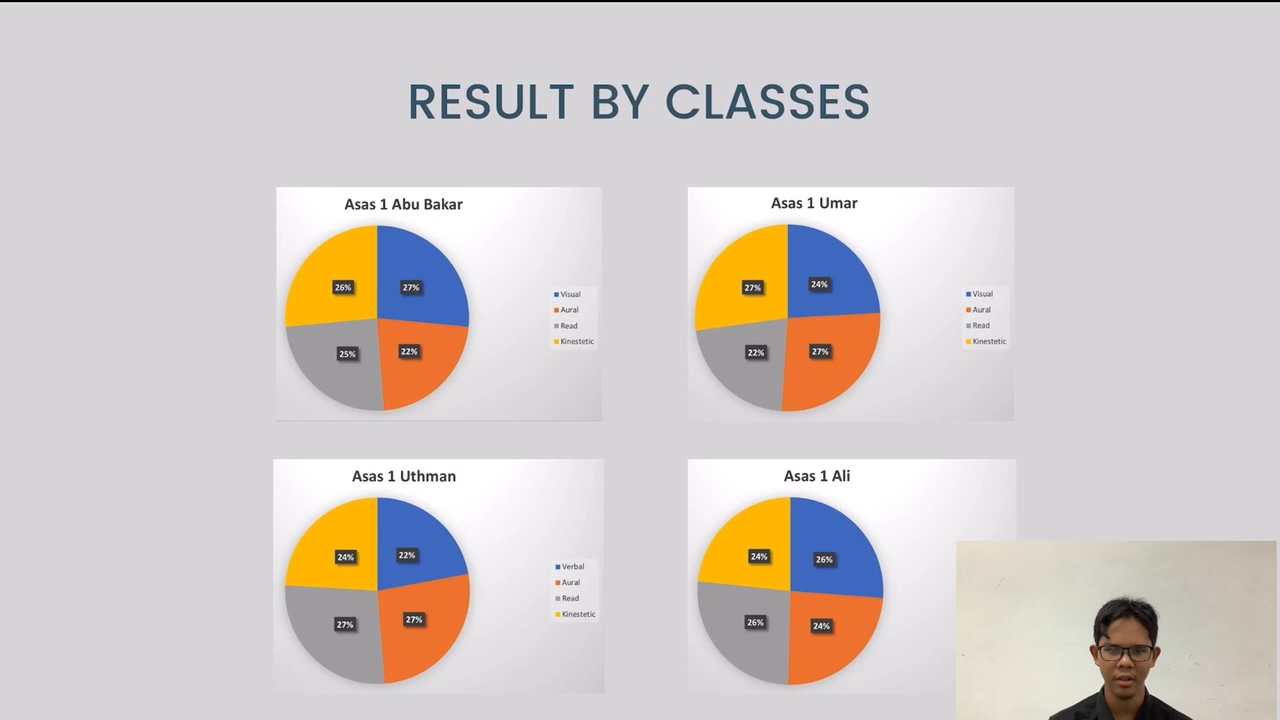 RESULT BY CLASSES
Asas 1 Abu Bakar
26%
27%
25%
22%
Visual
Aural
Read
Kinestetic
Asas 1 Umar
27%
24%
22%
27%
Visual
Aural
Read
Kinestetic
Asas 1 Uthman
24%
22%
27%
27%
Verbal
Aural
Read
Kinestetic
Asas 1 Ali
24%
26%
26%
24%